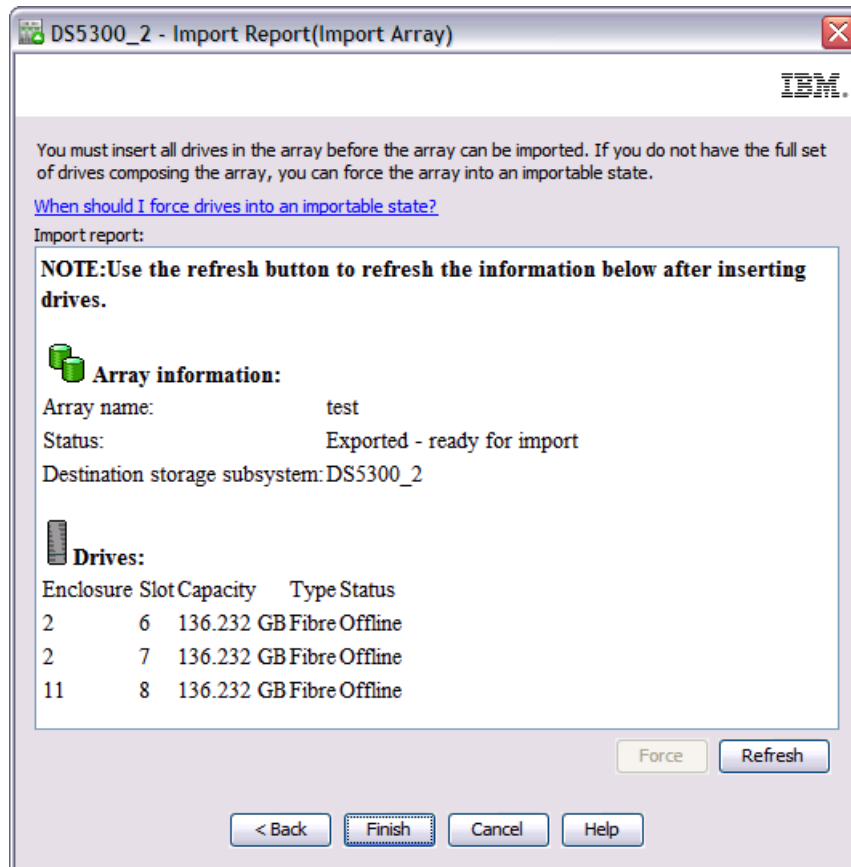 DS5300_2 - Import Report(Import Array)
IBM.
You must insert all drives in the array before the array can be imported. If you do not have the full set
of drives composing the array, you can force the array into an importable state.
When should I force drives into an importable state?
Import report:
NOTE:Use the refresh button to refresh the information below after inserting
drives.
Array information:
Array name: test
Status: Exported - ready for import
Destination storage subsystem: DS5300_2
Drives:
Enclosure Slot Capacity Type Status
2 6 136.232 GB Fibre Offline
2 7 136.232 GB Fibre Offline
11 8 136.232 GB Fibre Offline
Force Refresh
< Back Finish Cancel Help